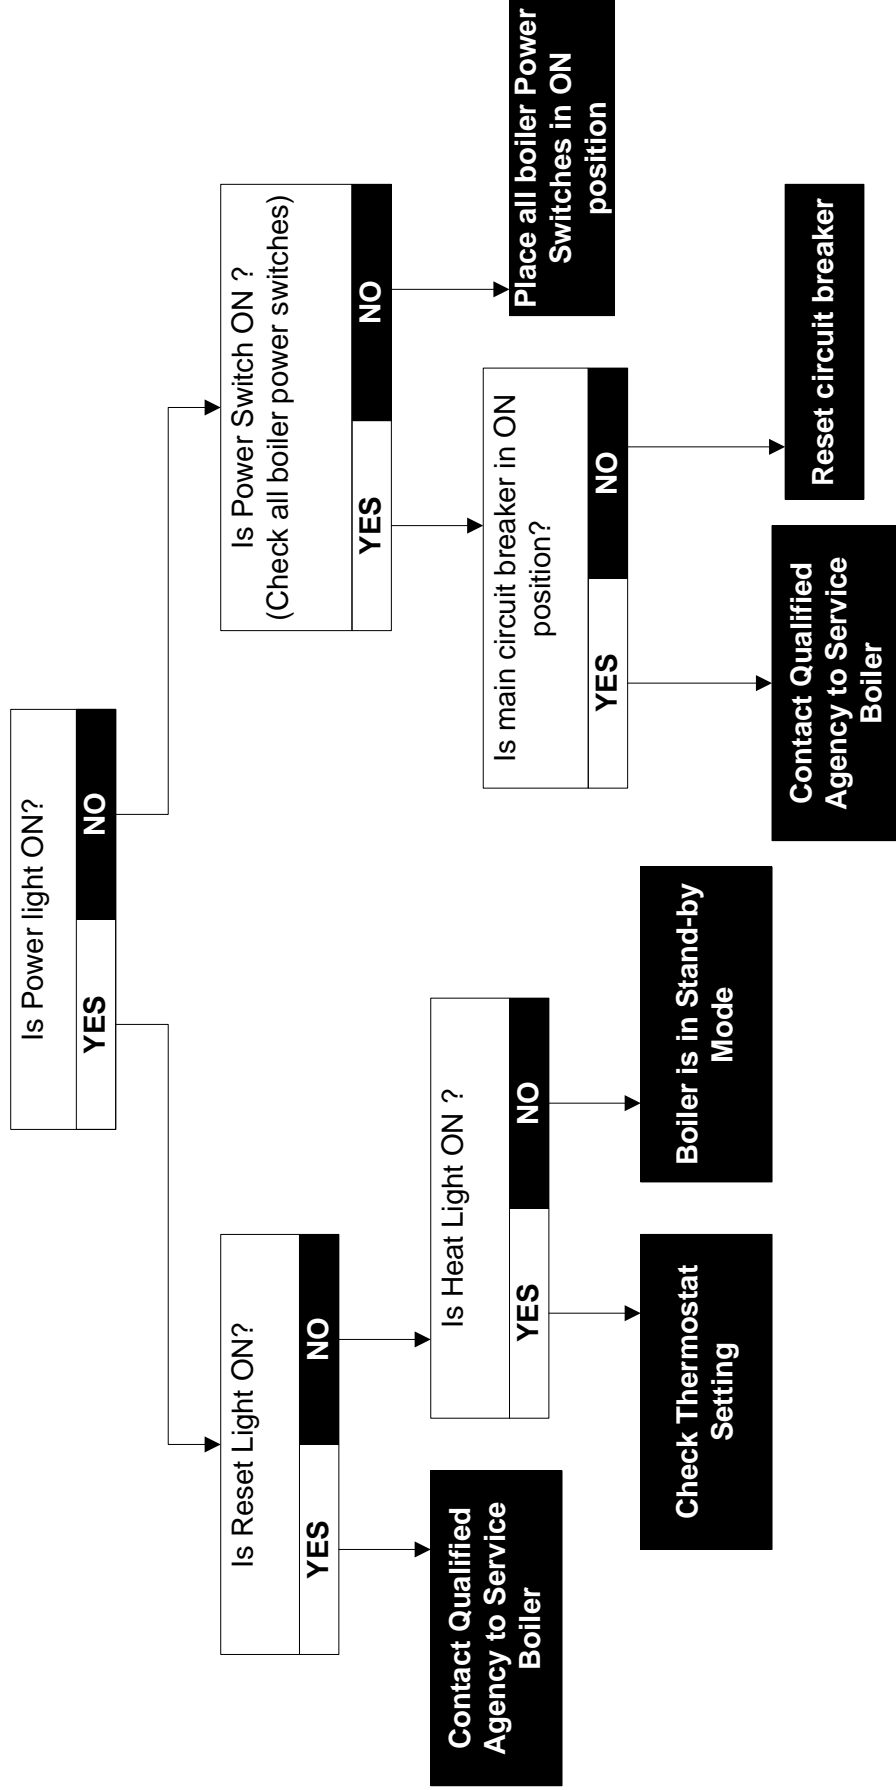 Is Power light ON?
YES
NO
Is Reset Light ON?
YES
NO
Is Power Switch ON ?
(Check all boiler power switches)
YES
NO
Contact Qualified
Agency to Service
Boiler
Is Heat Light ON ?
YES
NO
Is main circuit breaker in ON
position?
YES
NO
Place all boiler Power
Switches in ON
position
Check Thermostat
Setting
Boiler is in Stand-by
Mode
Contact Qualified
Agency to Service
Boiler
Reset circuit breaker